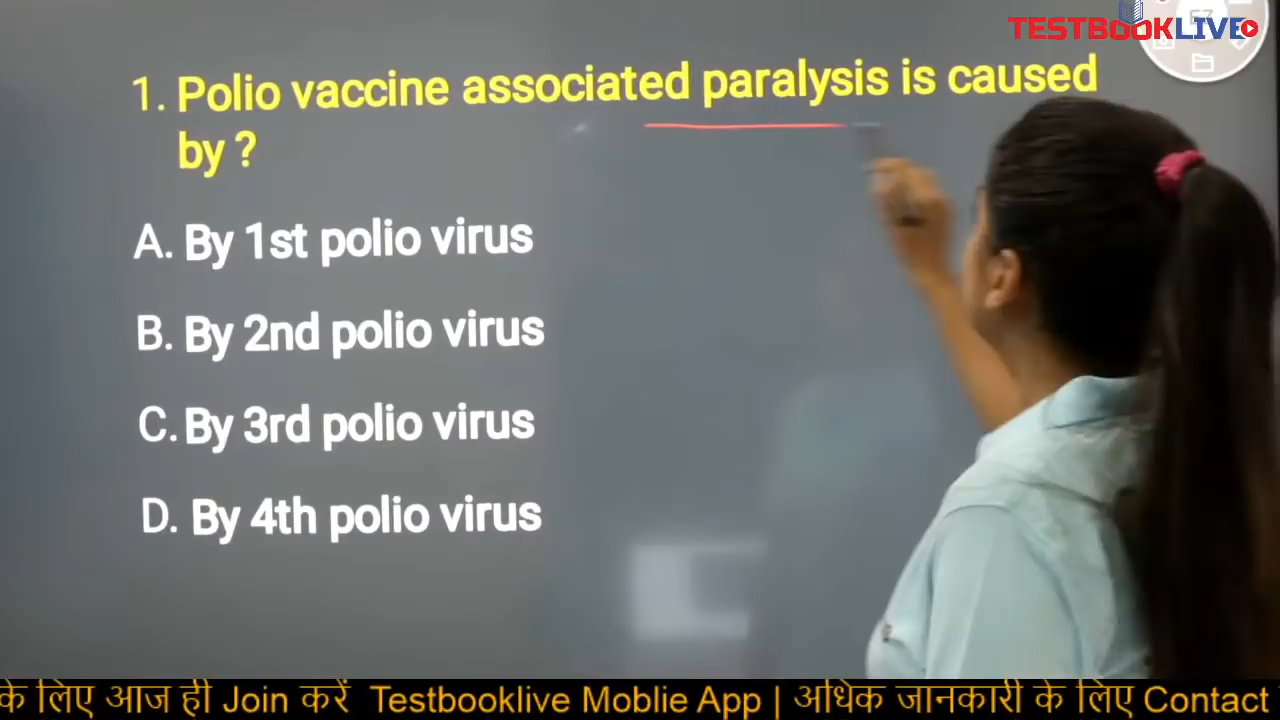 TESTBOOKLIVE
1. Polio vaccine associated paralysis is caused
by ?
A. By 1st polio virus
B. By 2nd polio virus
C. By 3rd polio virus
D. By 4th polio virus
के लिए आज ही Join करें Testbooklive Moblie App | अधिक जानकारी के लिए Contact